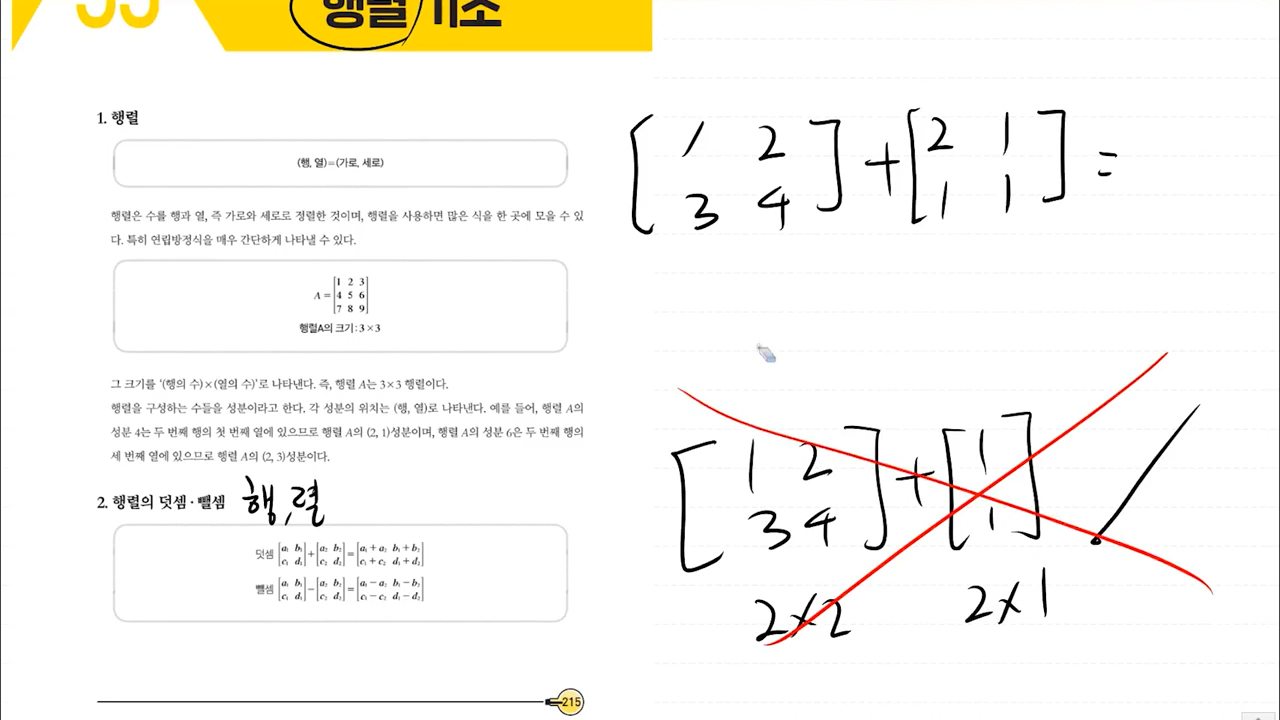 행렬 기초
1. 행렬
(행, 열)=(가로, 세로)
행렬은 수를 행과 열, 즉 가로와 세로로 정렬한 것이며, 행렬을 사용하면 많은 식을 한 곳에 모을 수 있
다. 특히 연립방정식을 매우 간단하게 나타낼 수 있다.
1 2 3
A = 4 5 6
7 8 9
행렬A의 크기 : 3×3
그 크기를 '(행의 수)×(열의 수)'로 나타낸다. 즉, 행렬 A는 3×3 행렬이다.
행렬을 구성하는 수들을 성분이라고 한다. 각 성분의 위치는 (행, 열)로 나타낸다. 예를 들어, 행렬 A의
성분 4는 두 번째 행의 첫 번째 열에 있으므로 행렬 A의 (2, 1)성분이며, 행렬 A의 성분 6은 두 번째 행의
세 번째 열에 있으므로 행렬 A의 (2, 3)성분이다.
2. 행렬의 덧셈 · 뺄셈 행,렬
덧셈 [a₁ b₁ + [a₂ b₂ = [a₁+a₂ b₁+b₂
c₁ d₁] c₂ d₂] c₁+c₂ d₁+d₂]
뺄셈 [a₁ b₁ − [a₂ b₂ = [a₁−a₂ b₁−b₂
c₁ d₁] c₂ d₂] c₁−c₂ d₁−d₂]
215
[1 2 + [2 1 =
3 4] 1 1]
[1 2 + [1
3 4] 1]
2×2 2×1